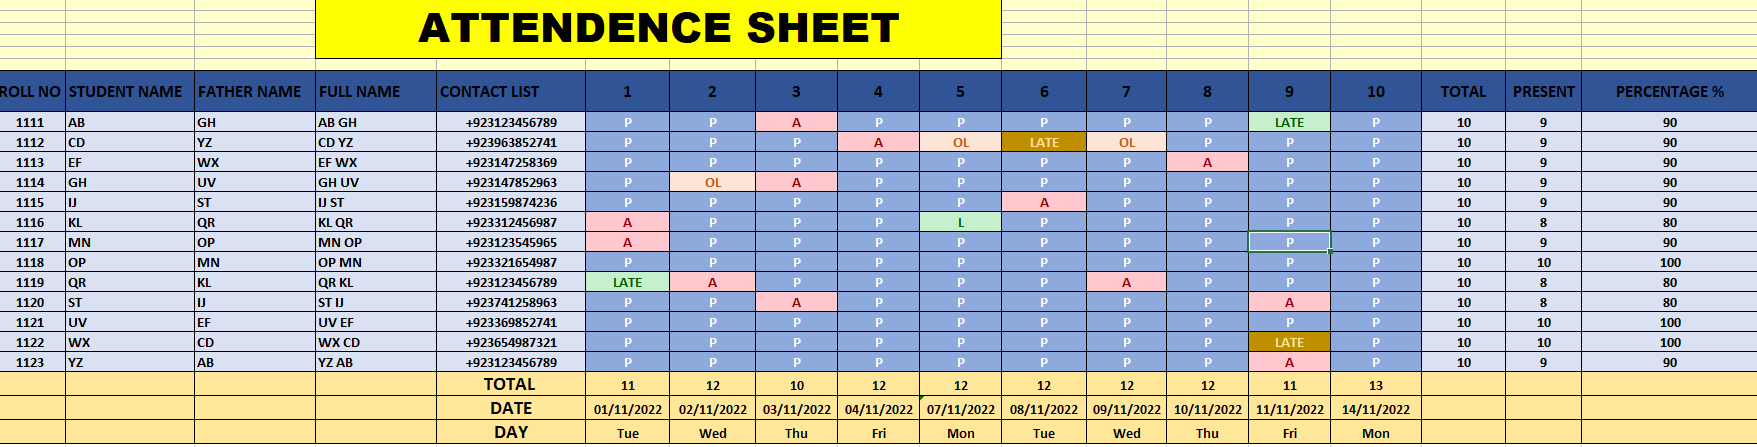 ATTENDENCE SHEET
ROLL NO STUDENT NAME FATHER NAME FULL NAME CONTACT LIST 1 2 3 4 5 6 7 8 9 10 TOTAL PRESENT PERCENTAGE %
1111 AB GH AB GH +923123456789 P P A P P P P P LATE P 10 9 90
1112 CD YZ CD YZ +923963852741 P P P A OL LATE OL P P P 10 9 90
1113 EF WX EF WX +923147258369 P P P P P P P A P P 10 9 90
1114 GH UV GH UV +923147852963 P OL A P P P P P P P 10 9 90
1115 IJ ST IJ ST +923159874236 P P P P P A P P P P 10 9 90
1116 KL QR KL QR +923312456987 A P P P L P P P P P 10 8 80
1117 MN OP MN OP +923123545965 A P P P P P P P P P 10 9 90
1118 OP MN OP MN +923321654987 P P P P P P P P P P 10 10 100
1119 QR KL QR KL +923123456789 LATE A P P P P A P P P 10 8 80
1120 ST IJ ST IJ +923741258963 P P A P P P P P A P 10 8 80
1121 UV EF UV EF +923369852741 P P P P P P P P P P 10 10 100
1122 WX CD WX CD +923654987321 P P P P P P P P LATE P 10 10 100
1123 YZ AB YZ AB +923123456789 P P P P P P P P A P 10 9 90
TOTAL 11 12 10 12 12 12 12 12 11 13
DATE 01/11/2022 02/11/2022 03/11/2022 04/11/2022 07/11/2022 08/11/2022 09/11/2022 10/11/2022 11/11/2022 14/11/2022
DAY Tue Wed Thu Fri Mon Tue Wed Thu Fri Mon